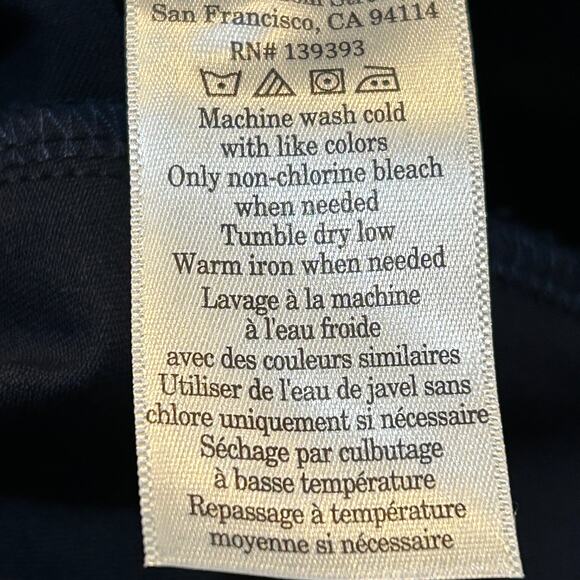 San Francisco, CA 94114
RN# 139393
Machine wash cold
with like colors
Only non-chlorine bleach
when needed
Tumble dry low
Warm iron when needed
Lavage à la machine
à l'eau froide
avec des couleurs similaires
Utiliser de l'eau de javel sans
chlore uniquement si nécessaire
Séchage par culbutage
à basse température
Repassage à température
moyenne si nécessaire